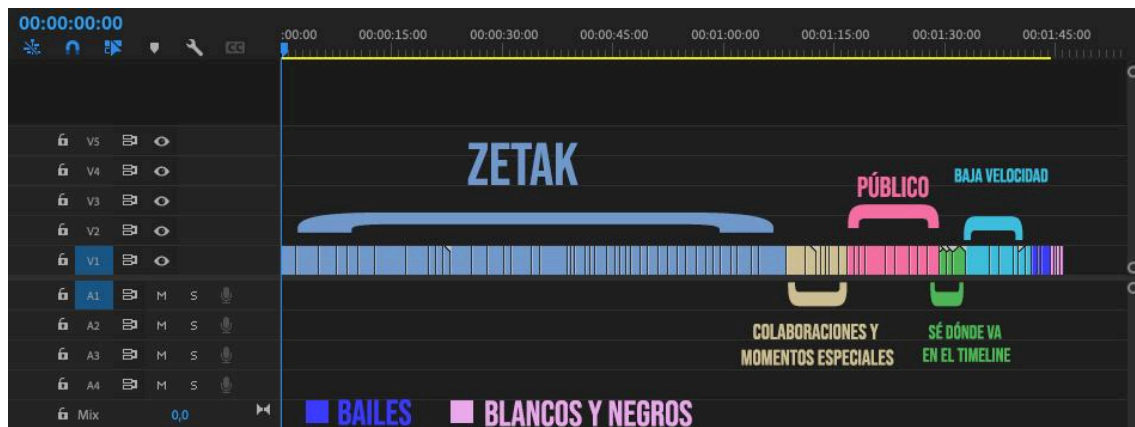 00:00:00:00
CC
:00:00 00:00:15:00 00:00:30:00 00:00:45:00 00:01:00:00 00:01:15:00 00:01:30:00 00:01:45:00
V5
V4
ZETAK
PÚBLICO
BAJA VELOCIDAD
V3
V2
V1
A1 M S
A2 M S
COLABORACIONES Y
MOMENTOS ESPECIALES
SÉ DÓNDE VA
EN EL TIMELINE
A3 M S
A4 M S
Mix 0,0
BAILES
BLANCOS Y NEGROS